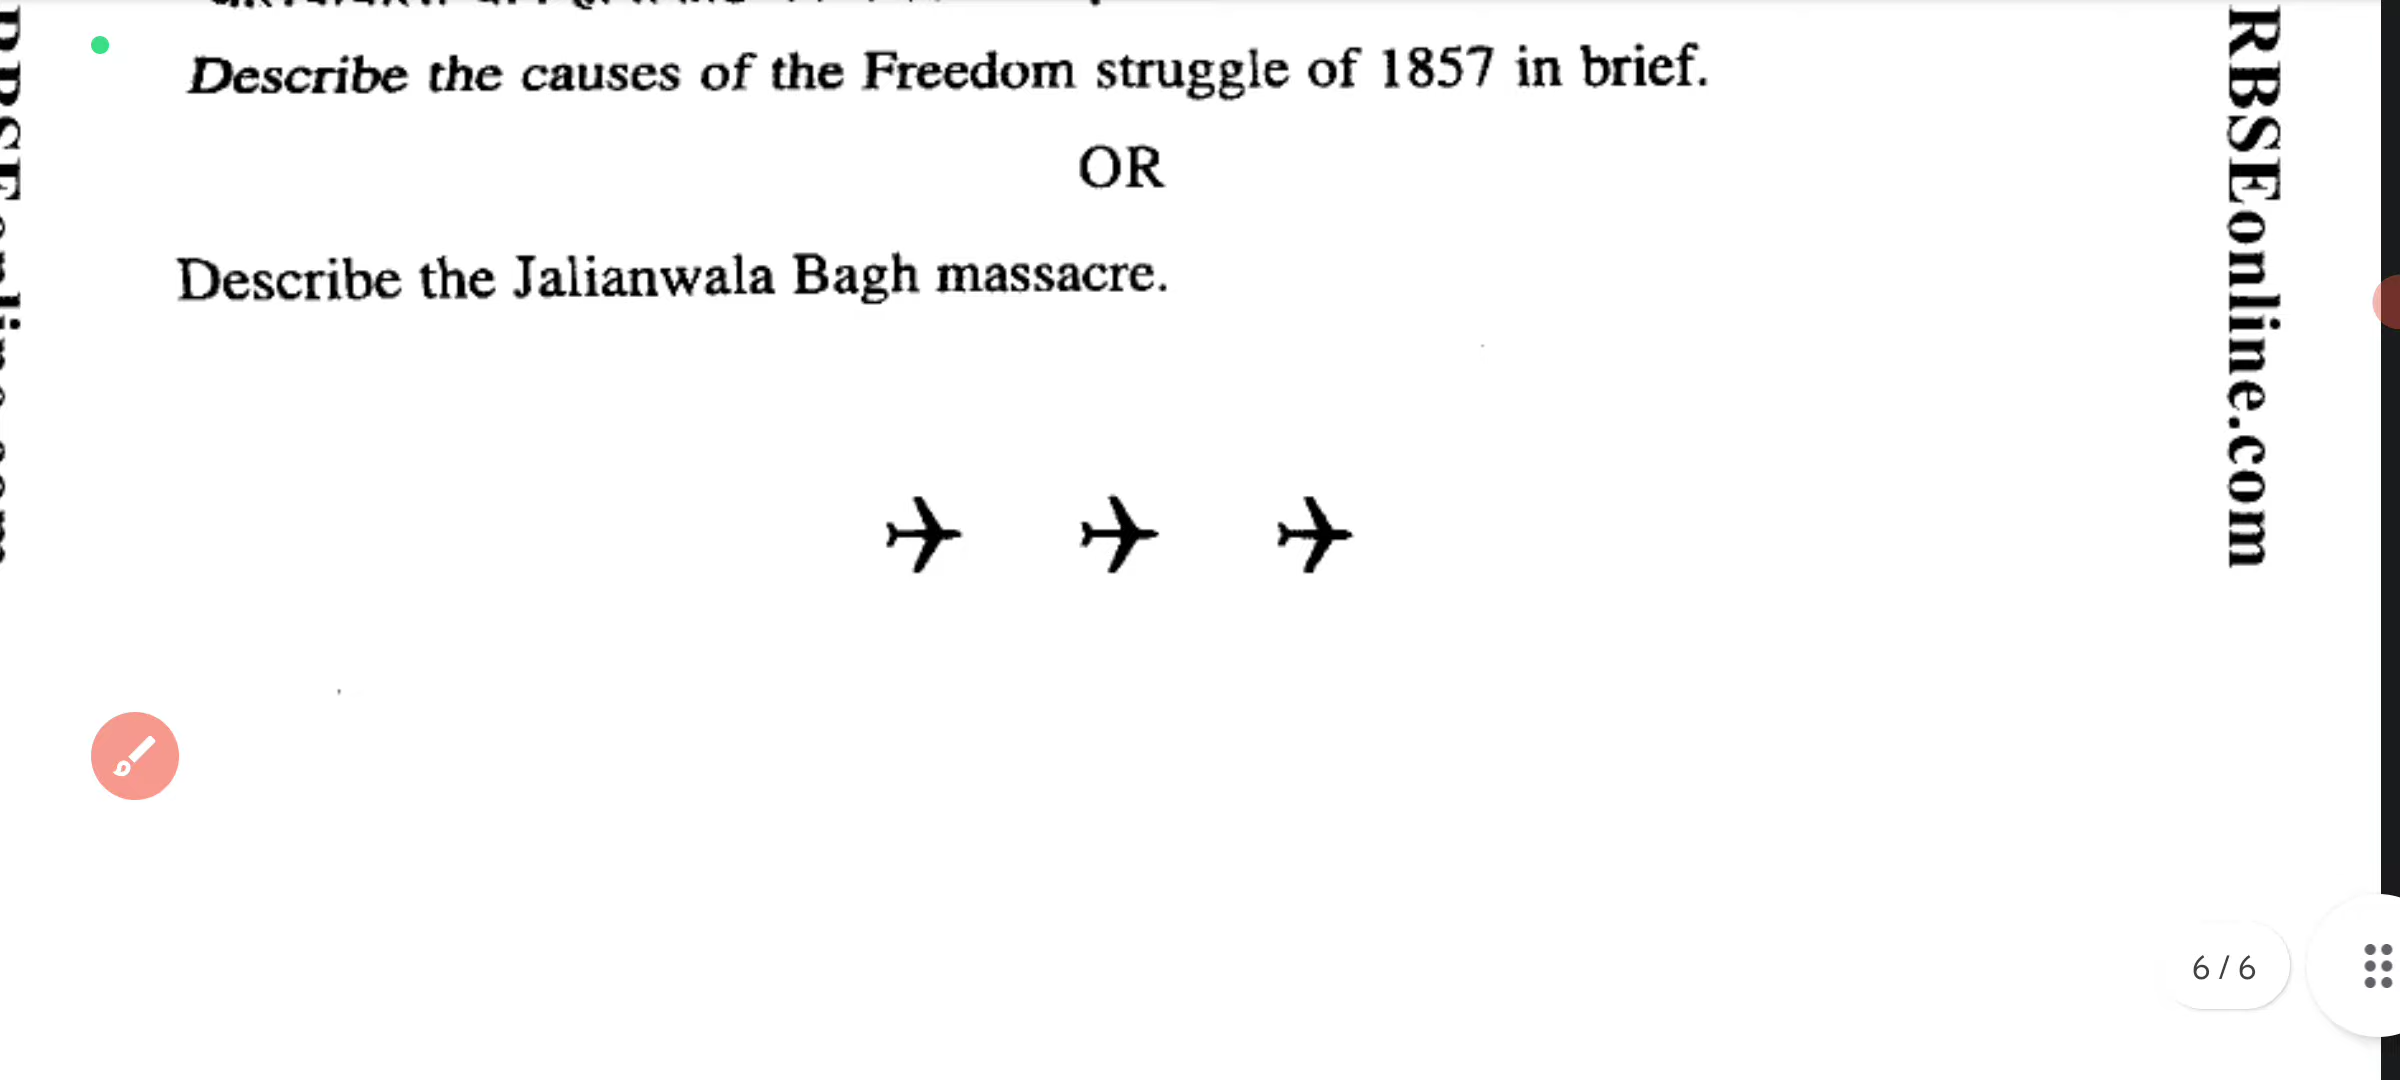 Describe the causes of the Freedom struggle of 1857 in brief.
OR
Describe the Jalianwala Bagh massacre.
RBSEonline.com
6 / 6